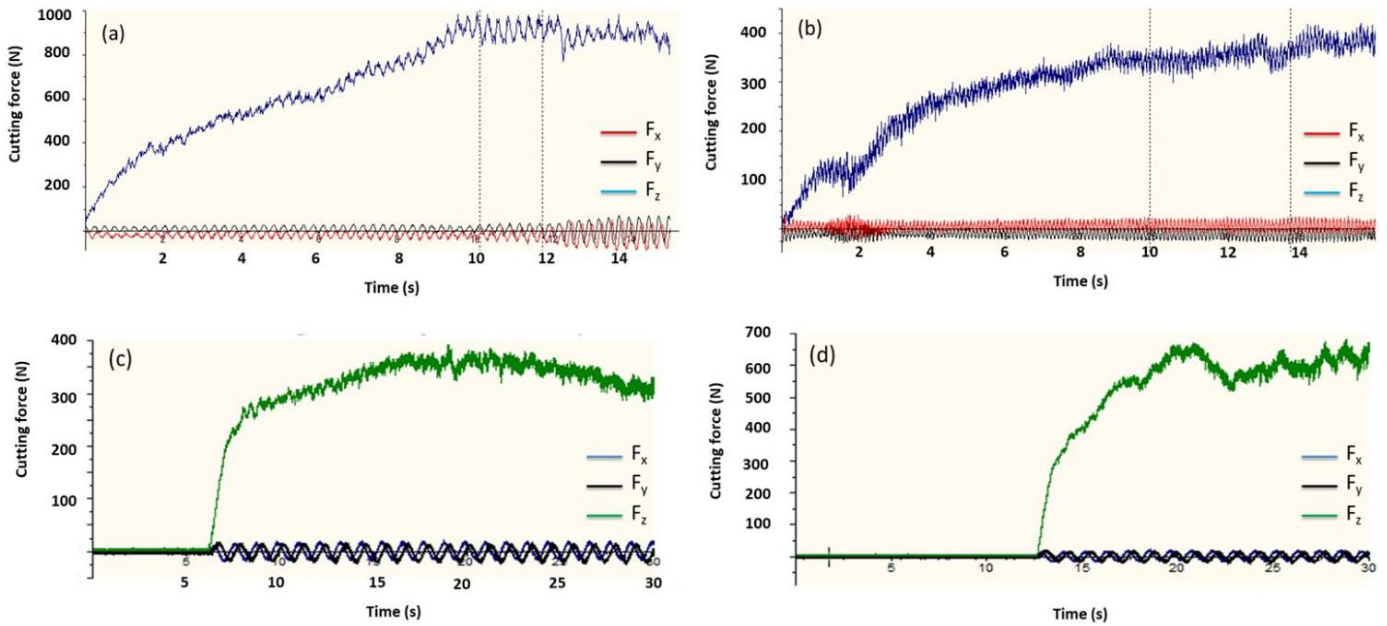 (a)
Cutting force (N)
1000
800
600
400
200
2 4 6 8 10 12 14
Time (s)
Fx
Fy
Fz
(b)
Cutting force (N)
400
300
200
100
2 4 6 8 10 12 14
Time (s)
Fx
Fy
Fz
(c)
Cutting force (N)
400
300
200
100
5 10 15 20 25 30
5 10 15 20 25 30
Time (s)
Fx
Fy
Fz
(d)
Cutting force (N)
700
600
500
400
300
200
100
5 10 15 20 25 30
Time (s)
Fx
Fy
Fz